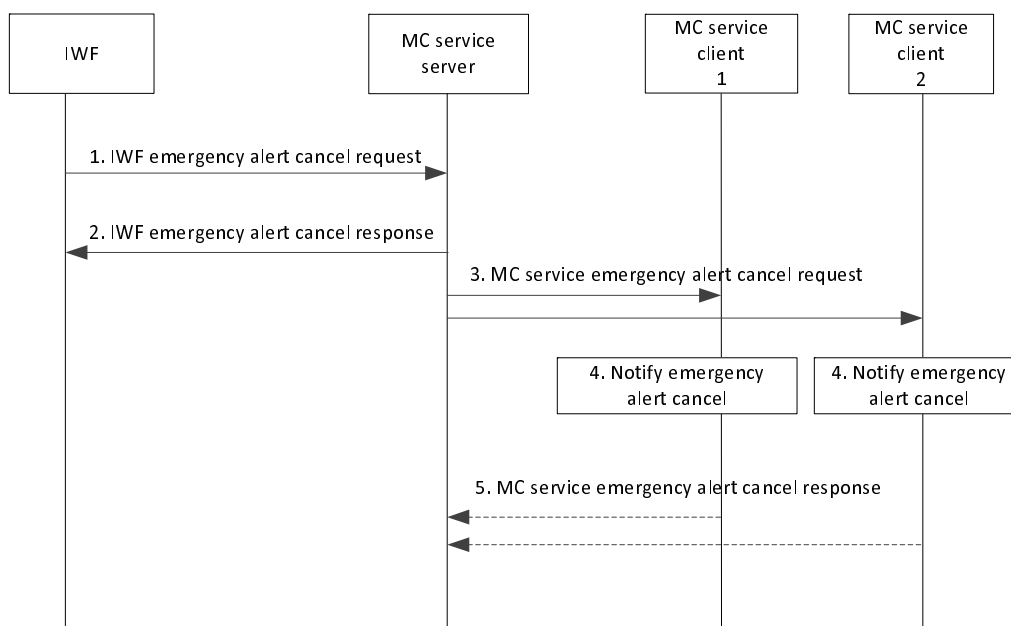 IWF
MC service
server
MC service
client
1
MC service
client
2
1. IWF emergency alert cancel request
2. IWF emergency alert cancel response
3. MC service emergency alert cancel request
4. Notify emergency
alert cancel
4. Notify emergency
alert cancel
5. MC service emergency alert cancel response